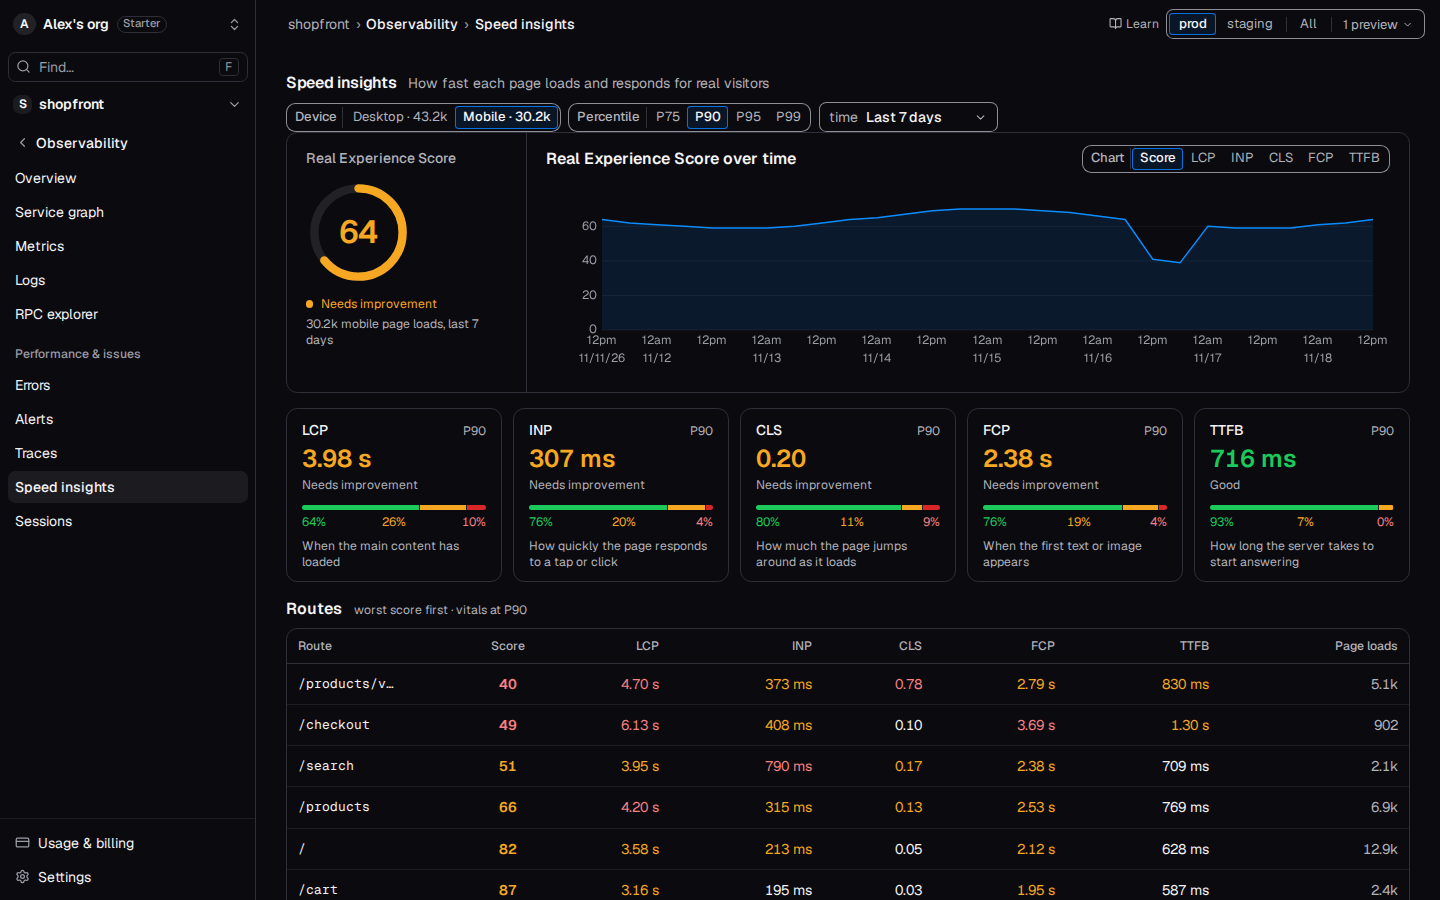 A Alex's org Starter
Find... F
S shopfront
Observability
Overview
Service graph
Metrics
Logs
RPC explorer
Performance & issues
Errors
Alerts
Traces
Speed insights
Sessions
Usage & billing
Settings
shopfront › Observability › Speed insights
Learn prod staging All 1 preview
Speed insights How fast each page loads and responds for real visitors
Device Desktop · 43.2k Mobile · 30.2k Percentile P75 P90 P95 P99 time Last 7 days
Real Experience Score
64
Needs improvement
30.2k mobile page loads, last 7
days
Real Experience Score over time
Chart Score LCP INP CLS FCP TTFB
60
40
20
0
12pm 12am 12pm 12am 12pm 12am 12pm 12am 12pm 12am 12pm 12am 12pm 12am 12pm
11/11/26 11/12 11/13 11/14 11/15 11/16 11/17 11/18
LCP P90
3.98 s
Needs improvement
64% 26% 10%
When the main content has
loaded
INP P90
307 ms
Needs improvement
76% 20% 4%
How quickly the page responds
to a tap or click
CLS P90
0.20
Needs improvement
80% 11% 9%
How much the page jumps
around as it loads
FCP P90
2.38 s
Needs improvement
76% 19% 4%
When the first text or image
appears
TTFB P90
716 ms
Good
93% 7% 0%
How long the server takes to
start answering
Routes worst score first · vitals at P90
Route Score LCP INP CLS FCP TTFB Page loads
/products/v… 40 4.70 s 373 ms 0.78 2.79 s 830 ms 5.1k
/checkout 49 6.13 s 408 ms 0.10 3.69 s 1.30 s 902
/search 51 3.95 s 790 ms 0.17 2.38 s 709 ms 2.1k
/products 66 4.20 s 315 ms 0.13 2.53 s 769 ms 6.9k
/ 82 3.58 s 213 ms 0.05 2.12 s 628 ms 12.9k
/cart 87 3.16 s 195 ms 0.03 1.95 s 587 ms 2.4k